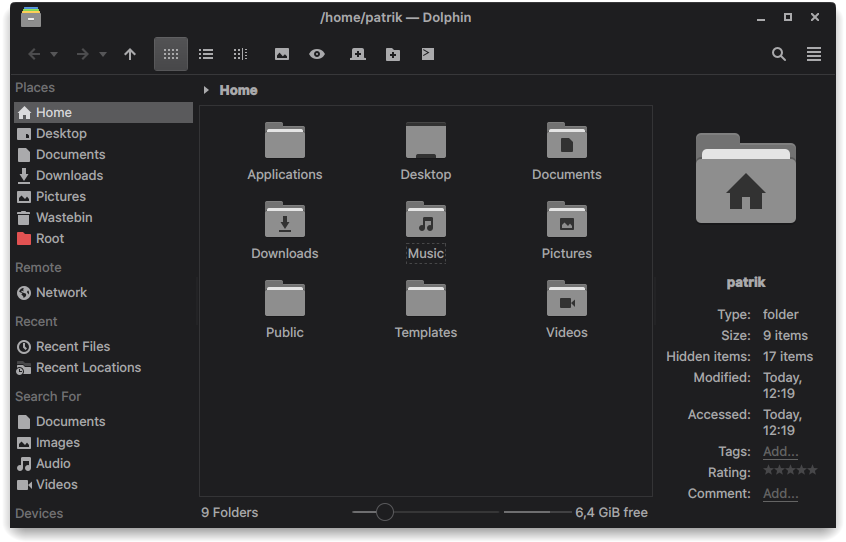 /home/patrik — Dolphin
Places
Home
Desktop
Documents
Downloads
Pictures
Wastebin
Root
Remote
Network
Recent
Recent Files
Recent Locations
Search For
Documents
Images
Audio
Videos
Devices
Home
Applications Desktop Documents
Downloads Music Pictures
Public Templates Videos
9 Folders 6,4 GiB free
patrik
Type: folder
Size: 9 items
Hidden items: 17 items
Modified: Today,
12:19
Accessed: Today,
12:19
Tags: Add...
Rating:
Comment: Add...